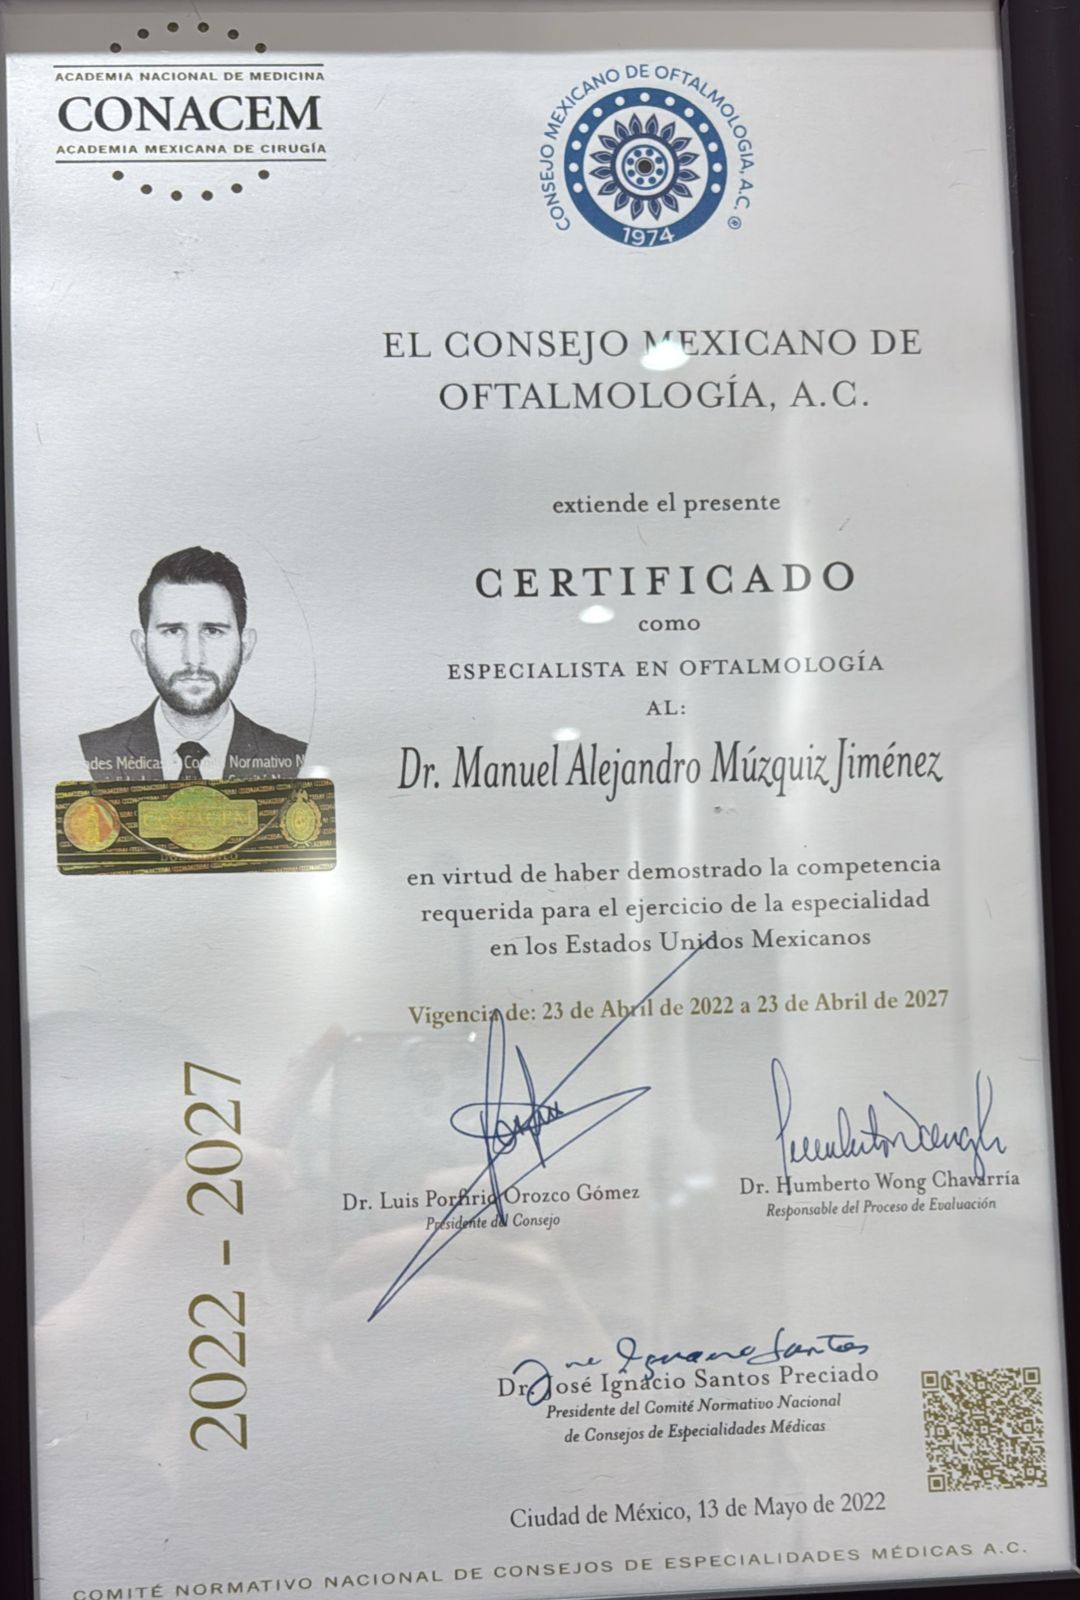 ACADEMIA NACIONAL DE MEDICINA
CONACEM
ACADEMIA MEXICANA DE CIRUGÍA
CONSEJO MEXICANO DE OFTALMOLOGIA, A.C. ®
1974
EL CONSEJO MEXICANO DE
OFTALMOLOGÍA, A.C.
extiende el presente
CERTIFICADO
como
ESPECIALISTA EN OFTALMOLOGÍA
AL:
Dr. Manuel Alejandro Múzquiz Jiménez
Normativo
en virtud de haber demostrado la competencia
requerida para el ejercicio de la especialidad
en los Estados Unidos Mexicanos
Vigencia de: 23 de Abril de 2022 a 23 de Abril de 2027
2022 - 2027
Dr. Luis Porfirio Orozco Gómez
Presidente del Consejo
Dr. Humberto Wong Chavarría
Responsable del Proceso de Evaluación
Dr. José Ignacio Santos Preciado
Presidente del Comité Normativo Nacional
de Consejos de Especialidades Médicas
Ciudad de México, 13 de Mayo de 2022
COMITÉ NORMATIVO NACIONAL DE CONSEJOS DE ESPECIALIDADES MÉDICAS A.C.